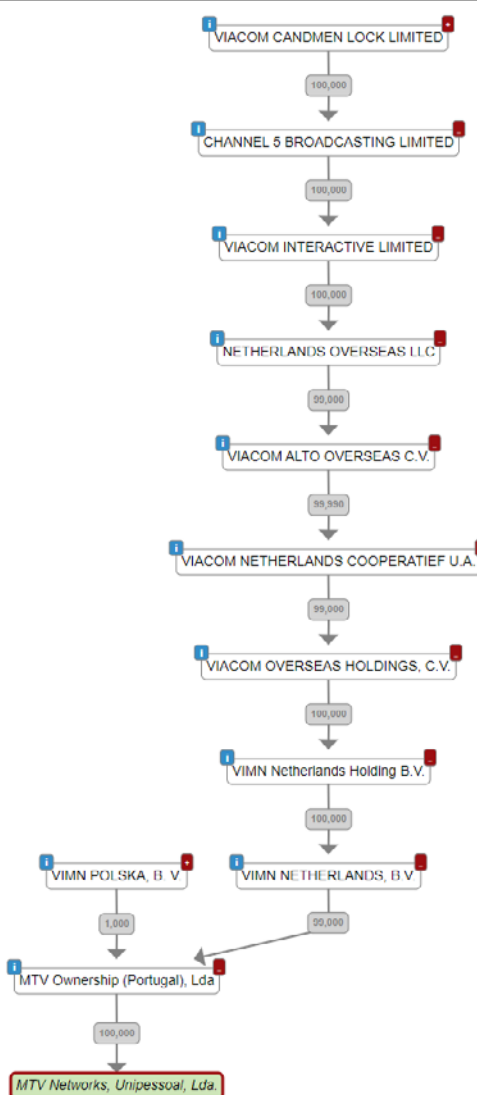 i
+
VIACOM CANDMEN LOCK LIMITED
100,000
i
-
CHANNEL 5 BROADCASTING LIMITED
100,000
i
-
VIACOM INTERACTIVE LIMITED
100,000
i
-
NETHERLANDS OVERSEAS LLC
99,000
i
-
VIACOM ALTO OVERSEAS C.V.
99,990
i
-
VIACOM NETHERLANDS COOPERATIEF U.A.
99,000
i
-
VIACOM OVERSEAS HOLDINGS, C.V.
100,000
i
-
VIMN Netherlands Holding B.V.
100,000
i
+
VIMN POLSKA, B. V
i
-
VIMN NETHERLANDS, B.V.
1,000
99,000
i
-
MTV Ownership (Portugal), Lda
100,000
MTV Networks, Unipessoal, Lda.